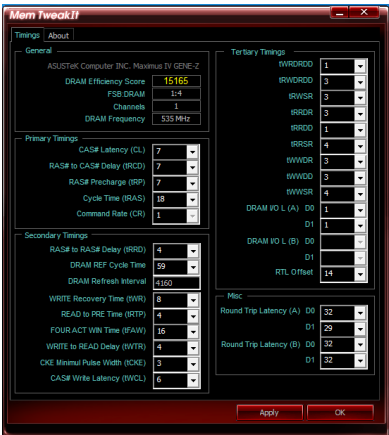 Mem TweakIt
Timings About
General
ASUSTeK Computer INC. Maximus IV GENE-Z
DRAM Efficiency Score 15165
FSB:DRAM 1:4
Channels 1
DRAM Frequency 535 MHz
Primary Timings
CAS# Latency (CL) 7
RAS# to CAS# Delay (tRCD) 7
RAS# Precharge (tRP) 7
Cycle Time (tRAS) 18
Command Rate (CR) 1
Secondary Timings
RAS# to RAS# Delay (tRRD) 4
DRAM REF Cycle Time 59
DRAM Refresh Interval 4160
WRITE Recovery Time (tWR) 8
READ to PRE Time (tRTP) 4
FOUR ACT WIN Time (tFAW) 16
WRITE to READ Delay (tWTR) 4
CKE Minimul Pulse Width (tCKE) 3
CAS# Write Latency (tWCL) 6
Tertiary Timings
tWRDRDD 1
tRWDRDD 3
tRWSR 3
tRRDR 3
tRRDD 1
tRRSR 4
tWWDR 3
tWWDD 3
tWWSR 4
DRAM I/O L (A) D0 1
D1 1
DRAM I/O L (B) D0
D1
RTL Offset 14
Misc
Round Trip Latency (A) D0 32
D1 29
Round Trip Latency (B) D0 32
D1 32
Apply OK